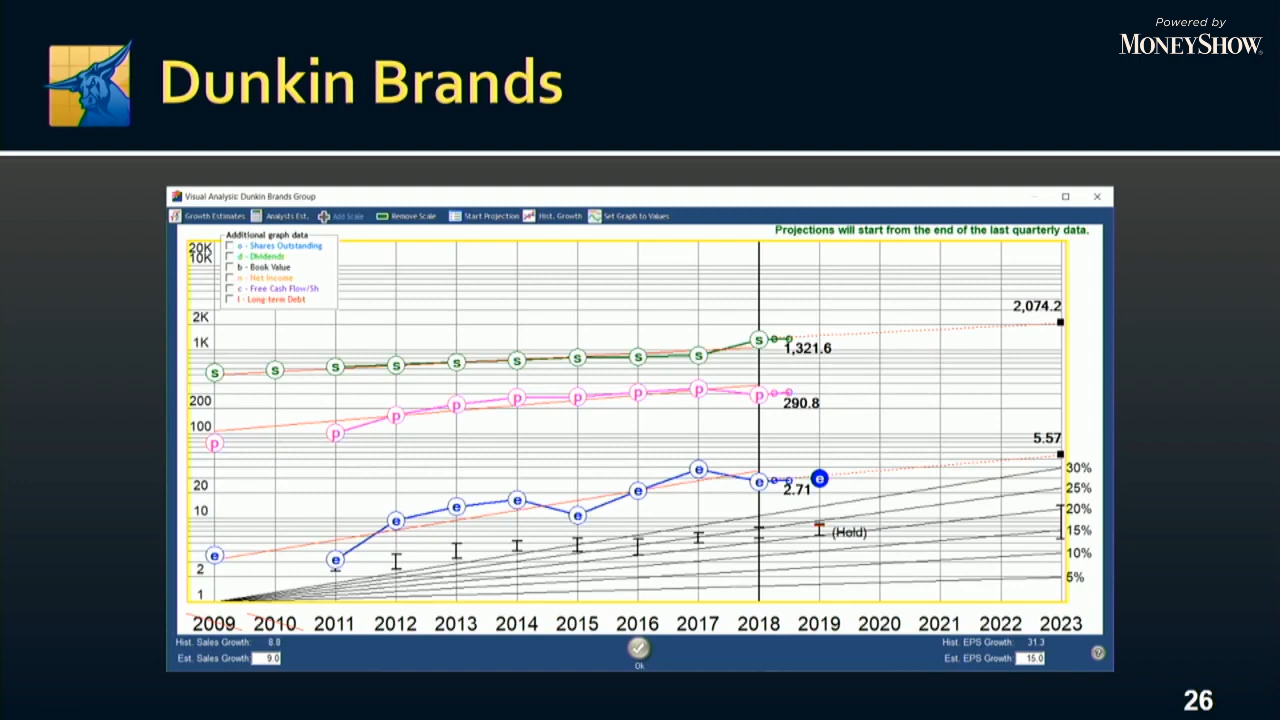 Powered by
MONEYSHOW
Dunkin Brands
Visual Analysis: Dunkin Brands Group
Growth Estimates Analysts Est. Add Scale Remove Scale Start Projection Hist. Growth Set Graph to Values
Projections will start from the end of the last quarterly data.
Additional graph data
o - Shares Outstanding
d - Dividends
b - Book Value
n - Net Income
c - Free Cash Flow/Sh
l - Long term Debt
20K
10K
2K
1K
200
100
20
10
2
1
s s s s s s s s s s
p p p p p p p p p
e e e e e e e e e e
2,074.2
1,321.6
290.8
5.57
2.71
(Hold)
30%
25%
20%
15%
10%
5%
2009 2010 2011 2012 2013 2014 2015 2016 2017 2018 2019 2020 2021 2022 2023
Hist. Sales Growth: 8.8
Est. Sales Growth: 9.0
Ok
Hist. EPS Growth: 31.3
Est. EPS Growth: 15.0
?
26